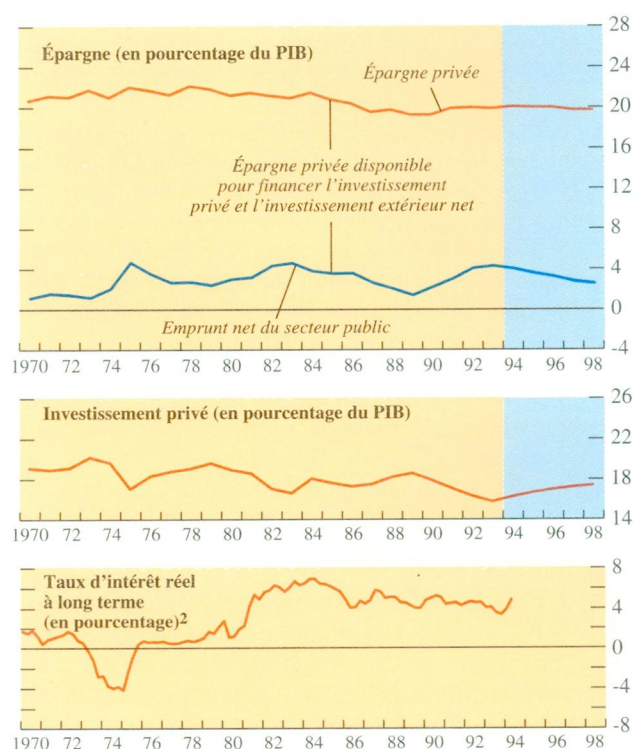 28
Épargne (en pourcentage du PIB)
24
Épargne privée
20
Épargne privée disponible
pour financer l'investissement
privé et l'investissement extérieur net
16
12
8
4
Emprunt net du secteur public
0
-4
1970 72 74 76 78 80 82 84 86 88 90 92 94 96 98
26
Investissement privé (en pourcentage du PIB)
22
18
14
1970 72 74 76 78 80 82 84 86 88 90 92 94 96 98
8
Taux d'intérêt réel
à long terme
(en pourcentage)2
4
0
-4
-8
1970 72 74 76 78 80 82 84 86 88 90 92 94 96 98